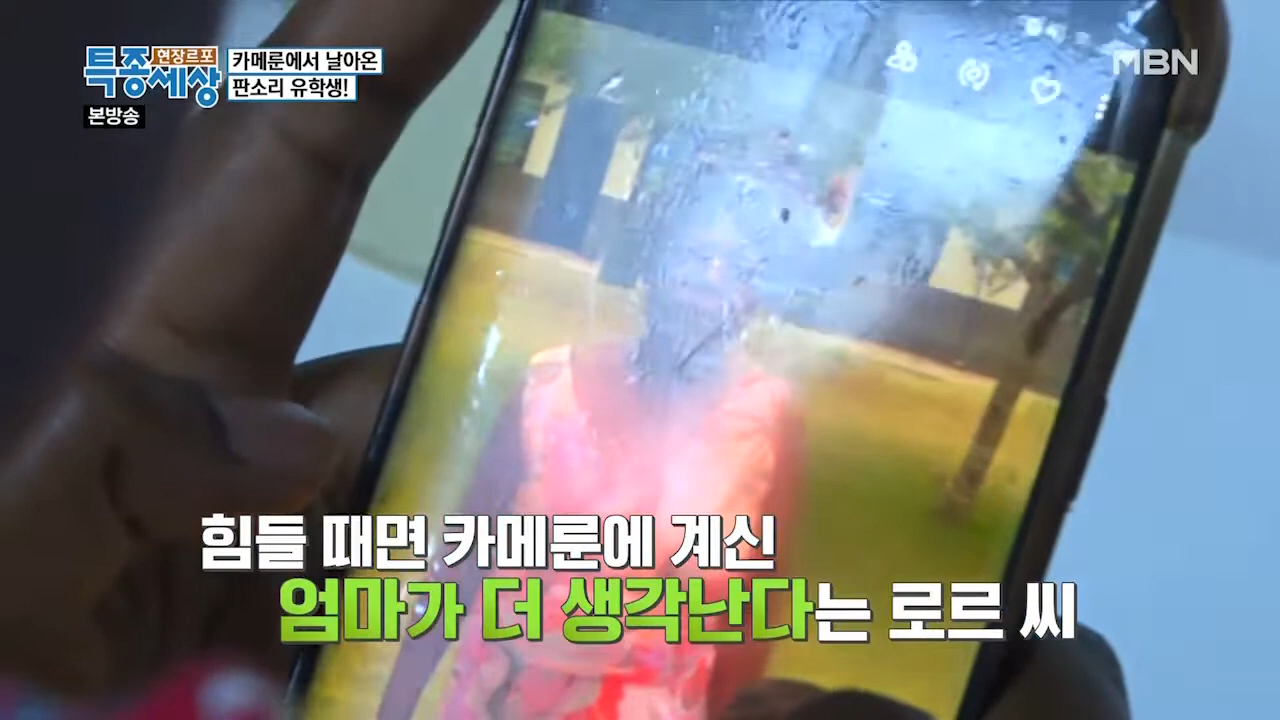 특종세상
현장르포
카메룬에서 날아온
판소리 유학생!
본방송
MBN
힘들 때면 카메룬에 계신
엄마가 더 생각난다는 로르 씨